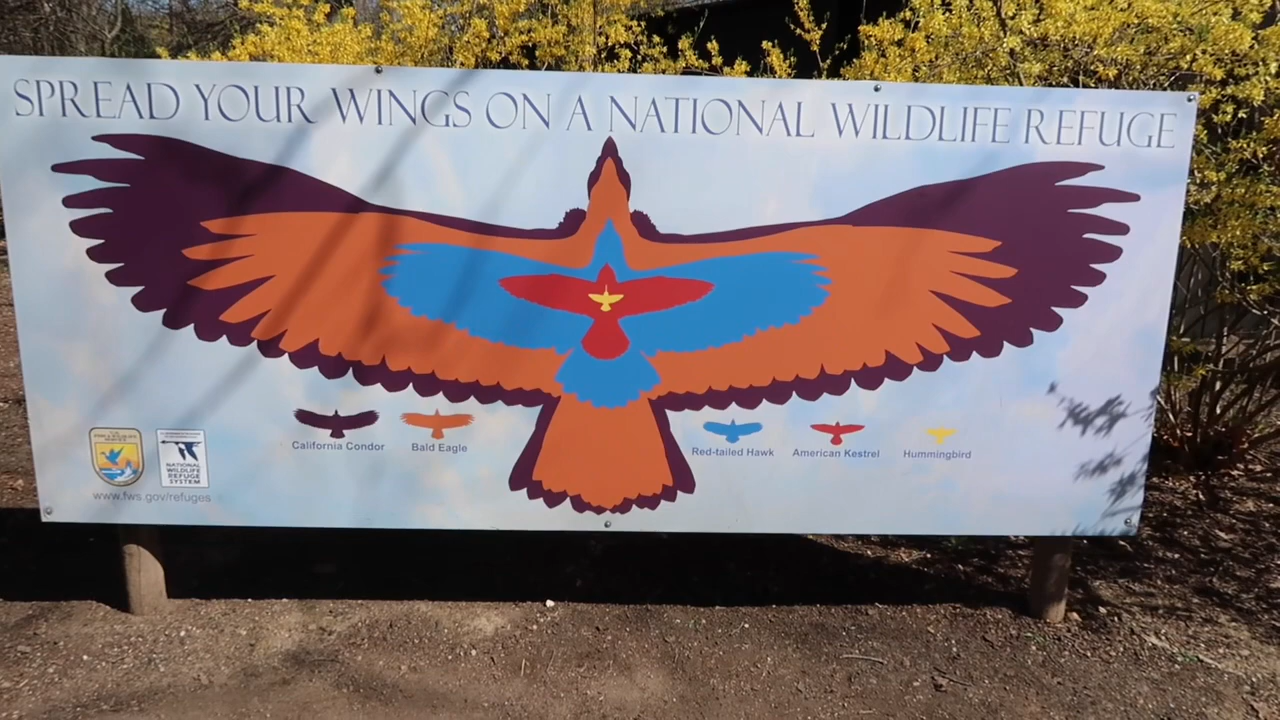 SPREAD YOUR WINGS ON A NATIONAL WILDLIFE REFUGE
California Condor
Bald Eagle
Red-tailed Hawk
American Kestrel
Hummingbird
NATIONAL
WILDLIFE
REFUGE
SYSTEM
www.fws.gov/refuges